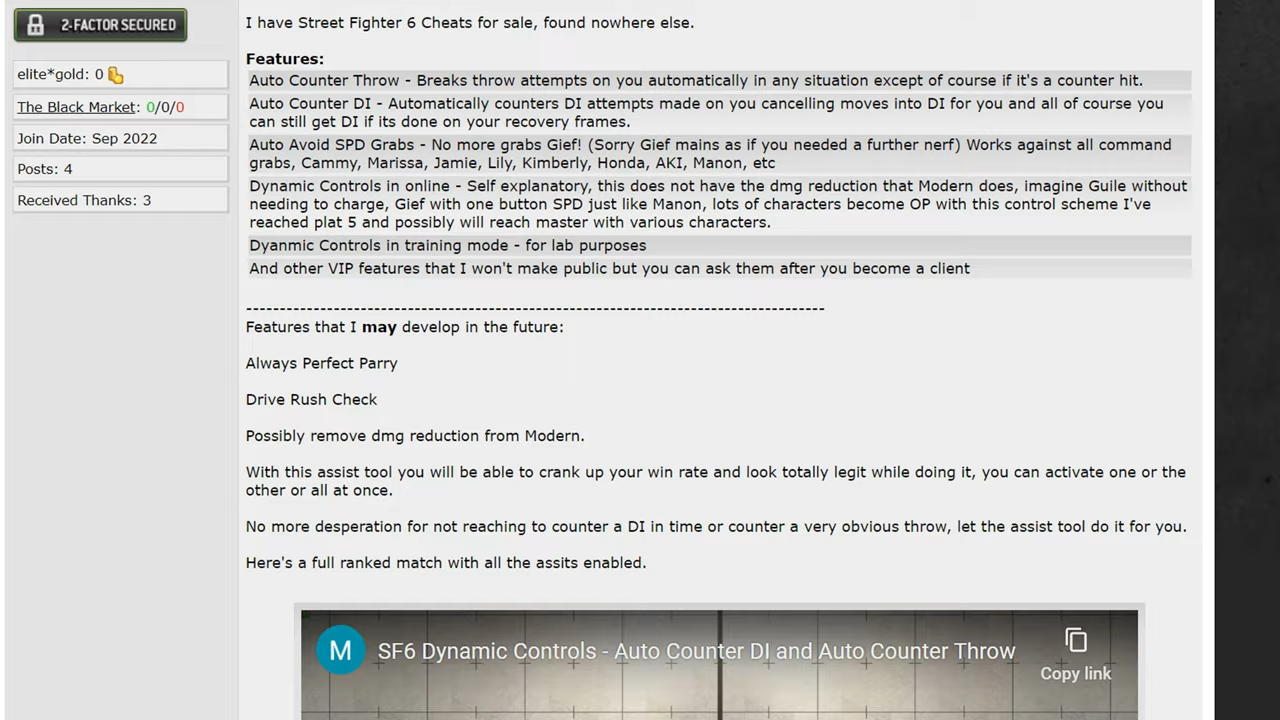 2-FACTOR SECURED
elite*gold: 0
The Black Market: 0/0/0
Join Date: Sep 2022
Posts: 4
Received Thanks: 3
I have Street Fighter 6 Cheats for sale, found nowhere else.
Features:
Auto Counter Throw - Breaks throw attempts on you automatically in any situation except of course if it's a counter hit.
Auto Counter DI - Automatically counters DI attempts made on you cancelling moves into DI for you and all of course you
can still get DI if its done on your recovery frames.
Auto Avoid SPD Grabs - No more grabs Gief! (Sorry Gief mains as if you needed a further nerf) Works against all command
grabs, Cammy, Marissa, Jamie, Lily, Kimberly, Honda, AKI, Manon, etc
Dynamic Controls in online - Self explanatory, this does not have the dmg reduction that Modern does, imagine Guile without
needing to charge, Gief with one button SPD just like Manon, lots of characters become OP with this control scheme I've
reached plat 5 and possibly will reach master with various characters.
Dyanmic Controls in training mode - for lab purposes
And other VIP features that I won't make public but you can ask them after you become a client
--------------------------------------------------------------------------------
Features that I may develop in the future:
Always Perfect Parry
Drive Rush Check
Possibly remove dmg reduction from Modern.
With this assist tool you will be able to crank up your win rate and look totally legit while doing it, you can activate one or the
other or all at once.
No more desperation for not reaching to counter a DI in time or counter a very obvious throw, let the assist tool do it for you.
Here's a full ranked match with all the assits enabled.
M
SF6 Dynamic Controls - Auto Counter DI and Auto Counter Throw
Copy link